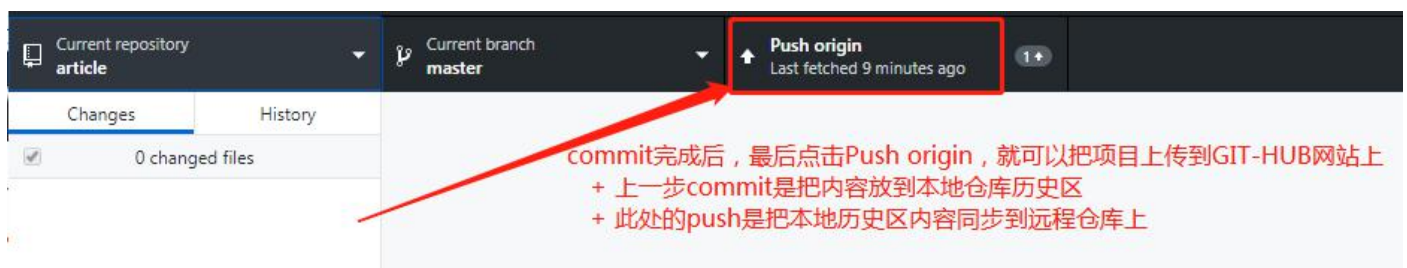 Current repository
article
Current branch
master
Push origin
Last fetched 9 minutes ago
1
Changes
History
0 changed files
commit完成后，最后点击Push origin，就可以把项目上传到GIT-HUB网站上
+ 上一步commit是把内容放到本地仓库历史区
+ 此处的push是把本地历史区内容同步到远程仓库上